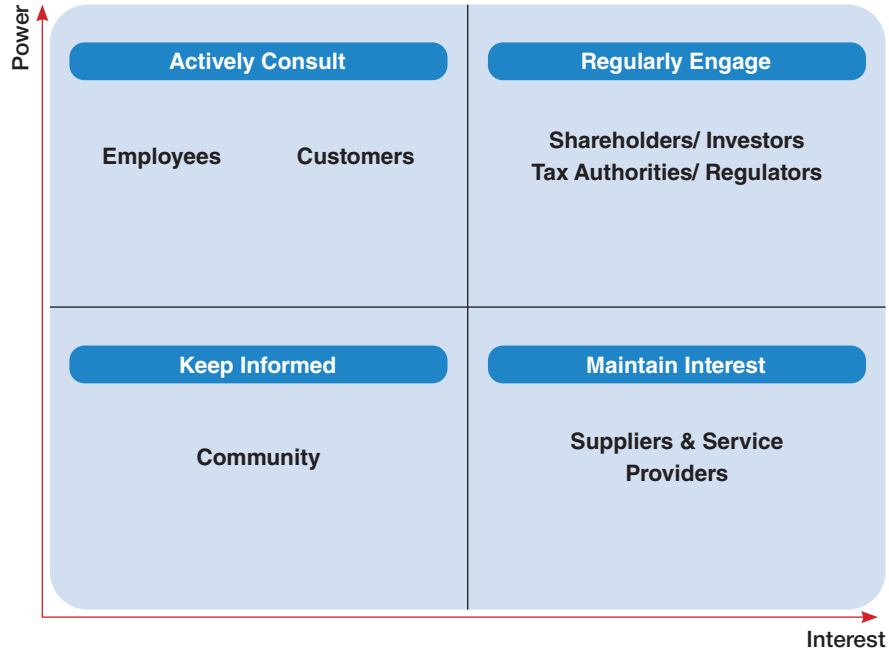 Power
Actively Consult
Employees
Customers
Regularly Engage
Shareholders/ Investors
Tax Authorities/ Regulators
Keep Informed
Community
Maintain Interest
Suppliers & Service
Providers
Interest